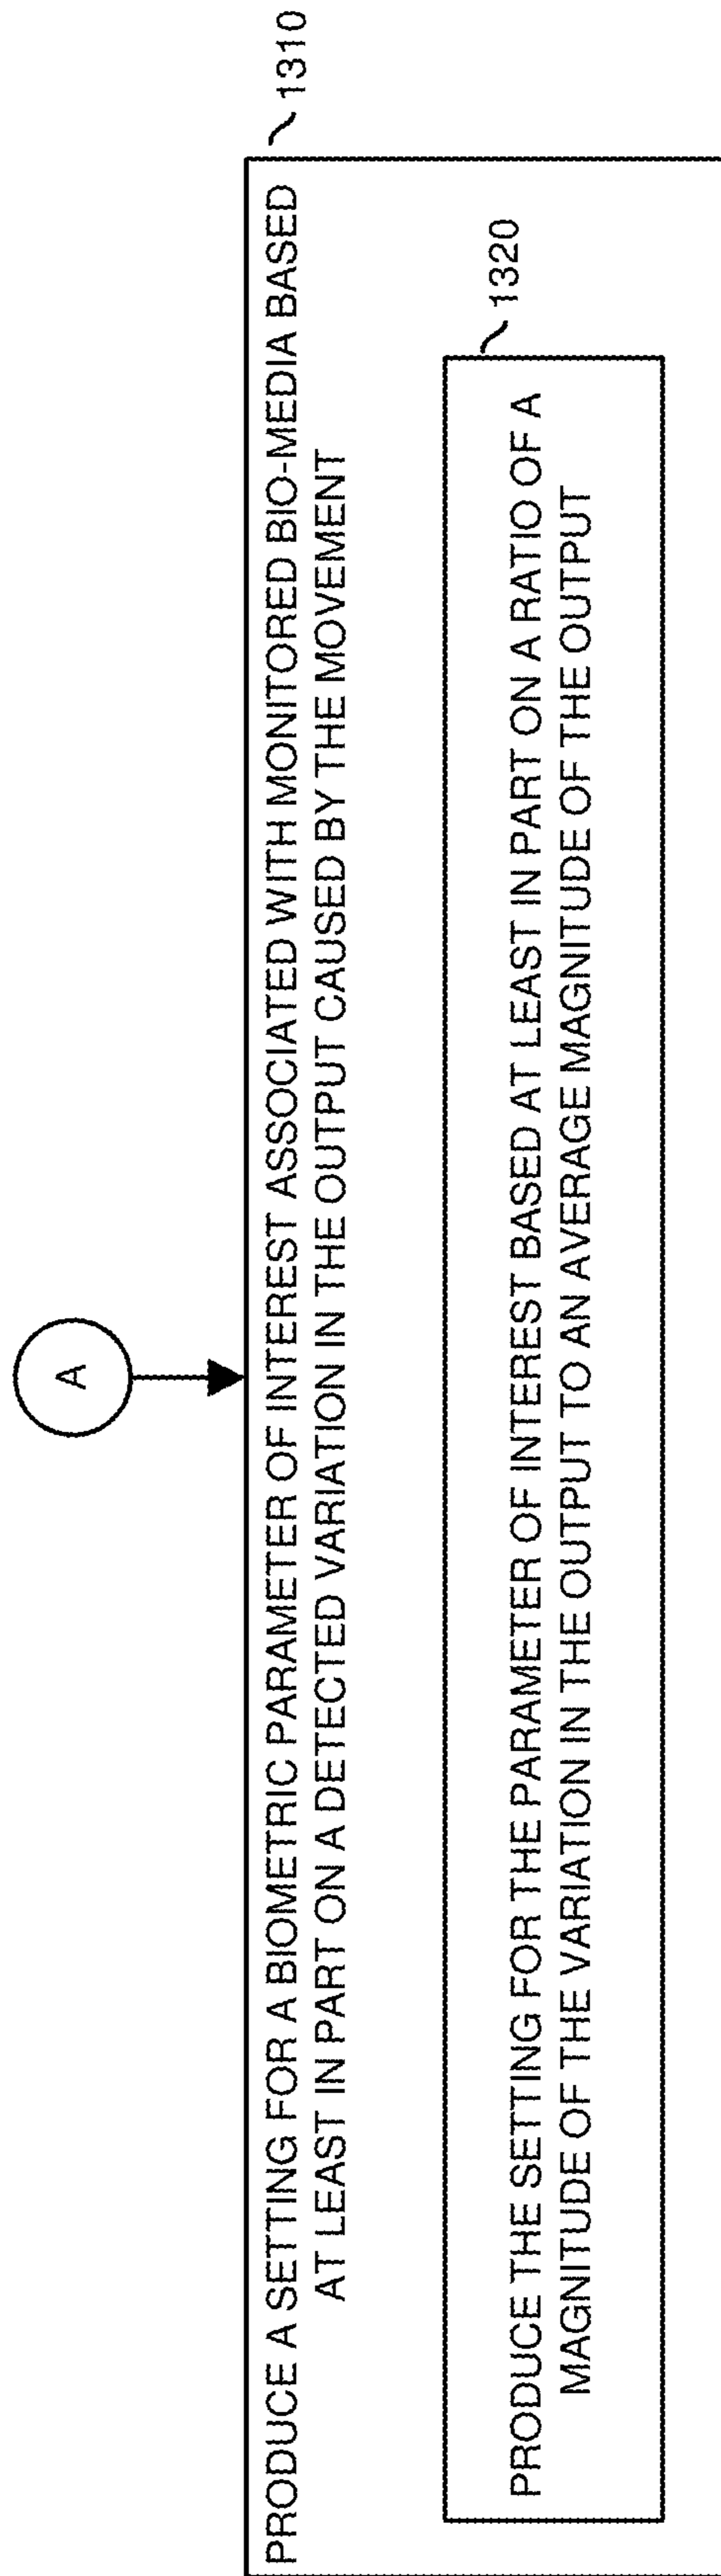 A
1310
PRODUCE A SETTING FOR A BIOMETRIC PARAMETER OF INTEREST ASSOCIATED WITH MONITORED BIO-MEDIA BASED
AT LEAST IN PART ON A DETECTED VARIATION IN THE OUTPUT CAUSED BY THE MOVEMENT
1320
PRODUCE THE SETTING FOR THE PARAMETER OF INTEREST BASED AT LEAST IN PART ON A RATIO OF A
MAGNITUDE OF THE VARIATION IN THE OUTPUT TO AN AVERAGE MAGNITUDE OF THE OUTPUT